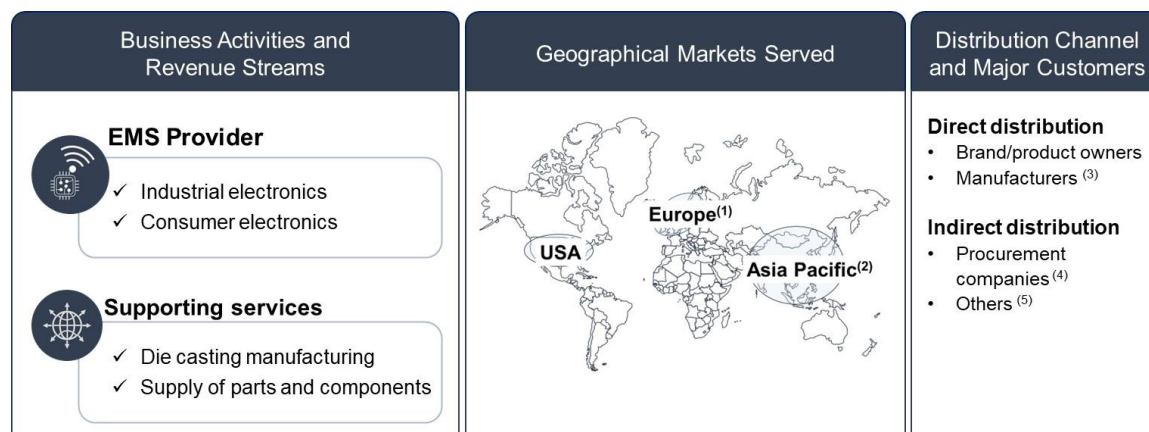 Business Activities and
Revenue Streams
EMS Provider
✓ Industrial electronics
✓ Consumer electronics
Supporting services
✓ Die casting manufacturing
✓ Supply of parts and components
Geographical Markets Served
Europe(1)
USA
Asia Pacific(2)
Distribution Channel
and Major Customers
Direct distribution
• Brand/product owners
• Manufacturers (3)
Indirect distribution
• Procurement
companies (4)
• Others (5)